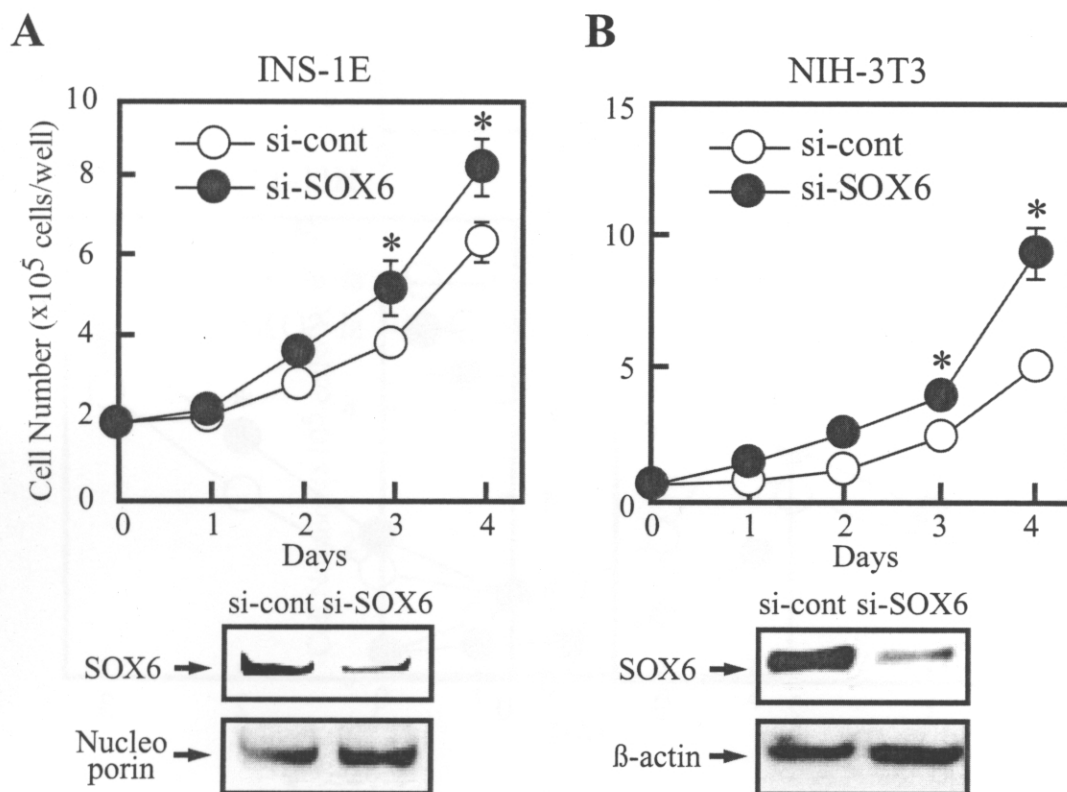 A
INS-1E
Cell Number (x10⁵ cells/well)
10
8
6
4
2
0
si-cont
si-SOX6
*
*
0 1 2 3 4
Days
si-cont si-SOX6
SOX6
Nucleo
porin
B
NIH-3T3
15
10
5
0
si-cont
si-SOX6
*
*
0 1 2 3 4
Days
si-cont si-SOX6
SOX6
ß-actin